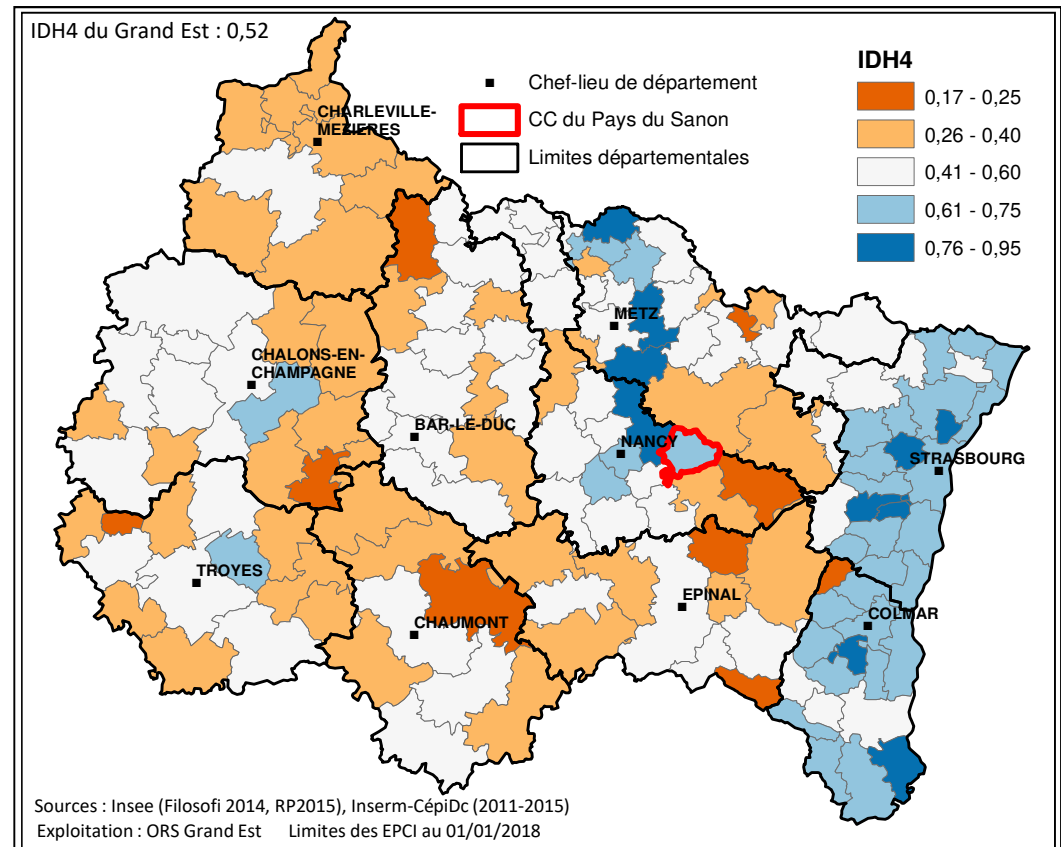 IDH4 du Grand Est : 0,52
IDH4
Chef-lieu de département
CC du Pays du Sanon
Limites départementales
0,17 - 0,25
0,26 - 0,40
0,41 - 0,60
0,61 - 0,75
0,76 - 0,95
CHARLEVILLE-
MEZIERES
METZ
CHALONS-EN-
CHAMPAGNE
BAR-LE-DUC
NANCY
STRASBOURG
TROYES
EPINAL
CHAUMONT
COLMAR
Sources : Insee (Filosofi 2014, RP2015), Inserm-CépiDc (2011-2015)
Exploitation : ORS Grand Est Limites des EPCI au 01/01/2018